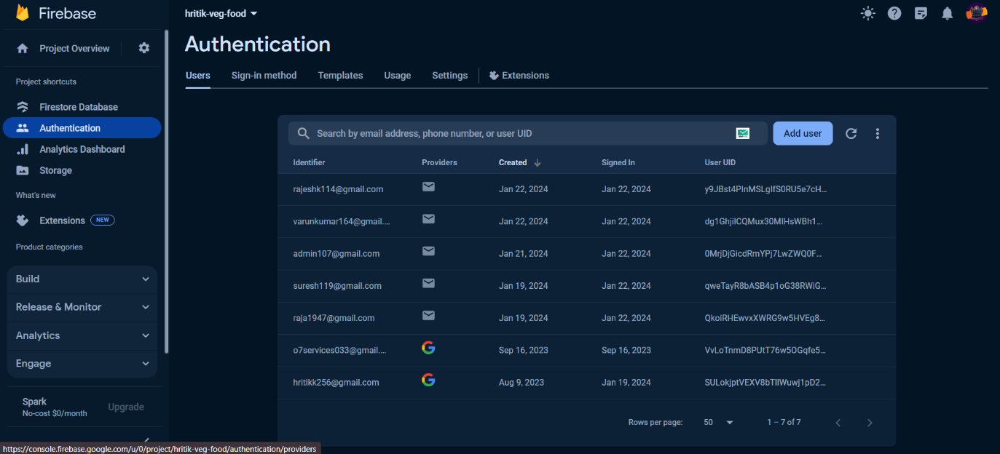 Firebase
hritik-veg-food
Project Overview
Authentication
Users Sign-in method Templates Usage Settings Extensions
Project shortcuts
Firestore Database
Authentication
Analytics Dashboard
Storage
What's new
Extensions NEW
Product categories
Build
Release & Monitor
Analytics
Engage
Spark
No-cost $0/month
Upgrade
Search by email address, phone number, or user UID
Add user
Identifier Providers Created Signed In User UID
rajeshk114@gmail.com Jan 22, 2024 Jan 22, 2024
varunkumar164@gmail.... Jan 22, 2024 Jan 22, 2024
admin107@gmail.com Jan 21, 2024 Jan 22, 2024
suresh119@gmail.com Jan 19, 2024 Jan 22, 2024 qweTayR8bASB4p1oG38RWiG...
raja1947@gmail.com Jan 19, 2024 Jan 22, 2024 QkoiRHEwvxXWRG9w5HVEg8...
o7services033@gmail.... Sep 16, 2023 Sep 16, 2023 VvLoTnmD8PUtT76w5OGqfe5...
hritikk256@gmail.com Aug 9, 2023 Jan 19, 2024
Rows per page: 50 1 – 7 of 7
https://console.firebase.google.com/u/0/project/hritik-veg-food/authentication/providers